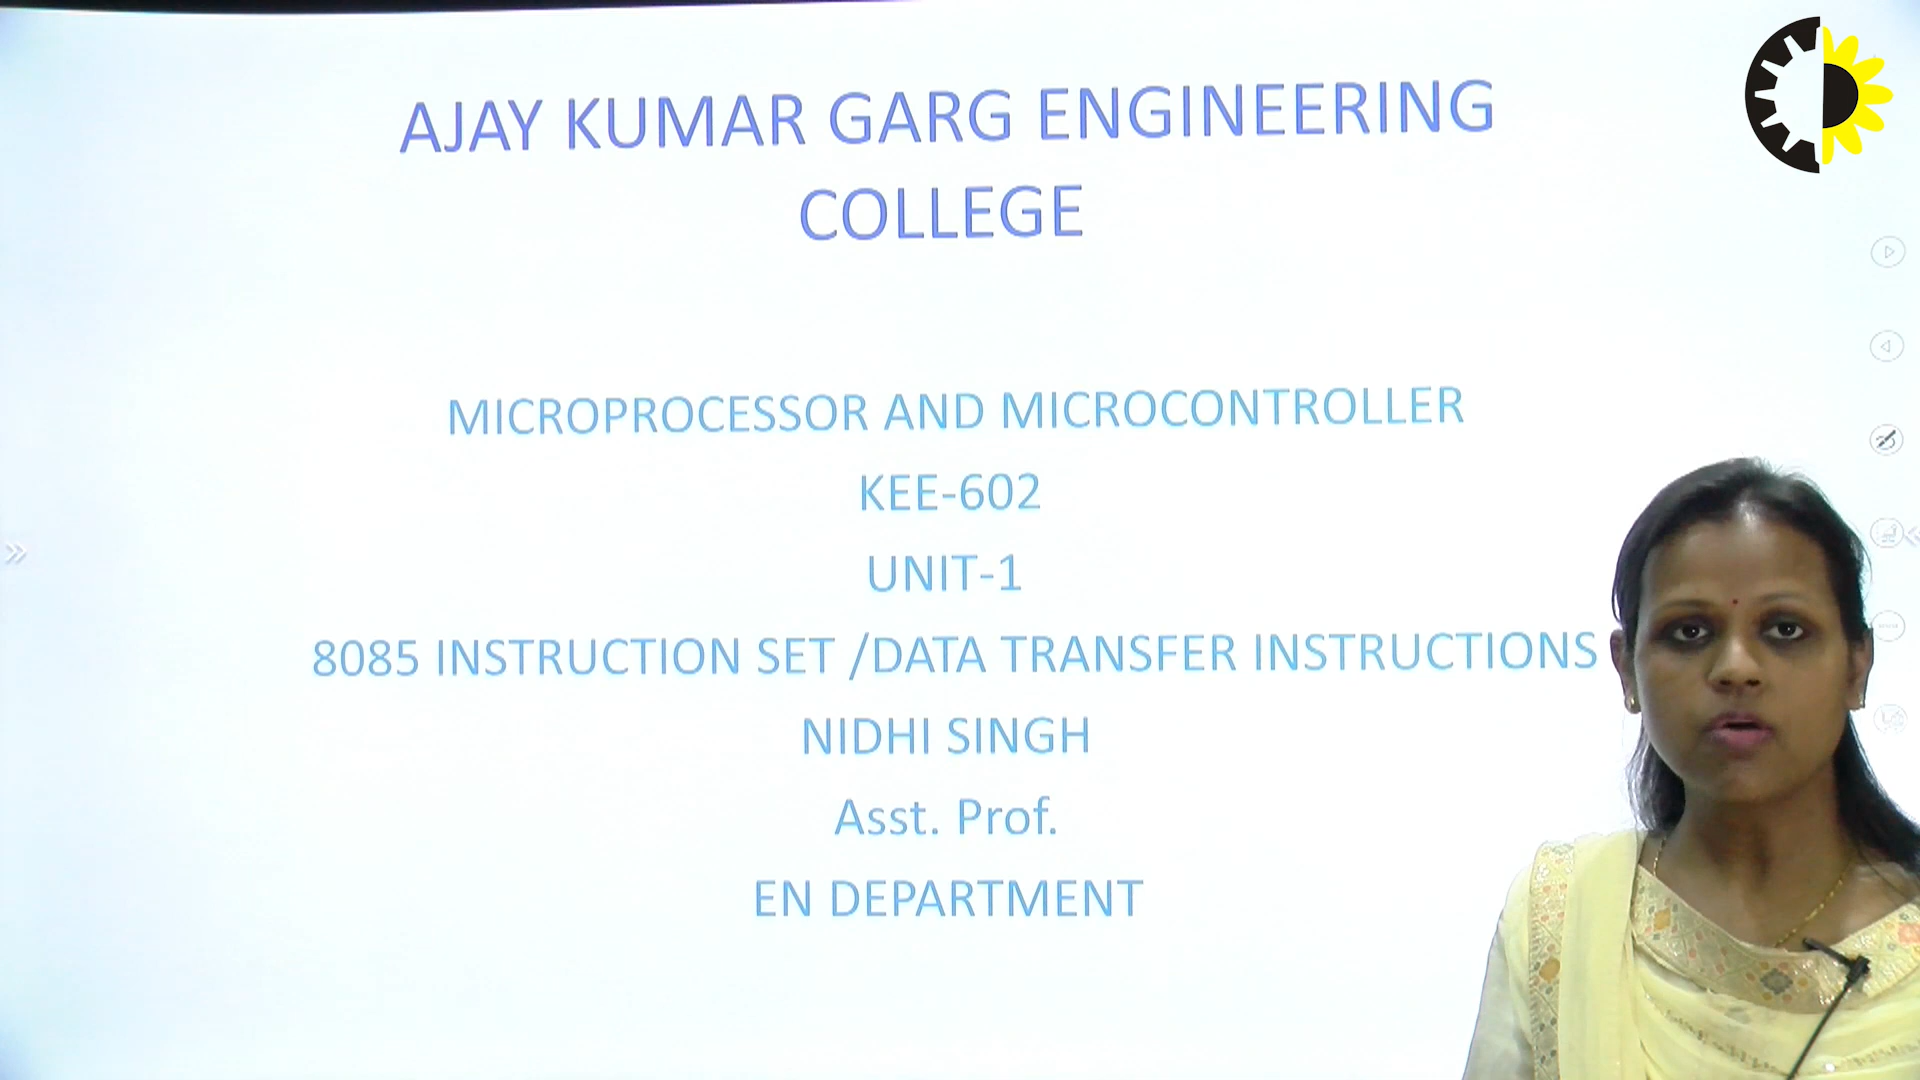 AJAY KUMAR GARG ENGINEERING
COLLEGE
MICROPROCESSOR AND MICROCONTROLLER
KEE-602
UNIT-1
8085 INSTRUCTION SET /DATA TRANSFER INSTRUCTIONS
NIDHI SINGH
Asst. Prof.
EN DEPARTMENT